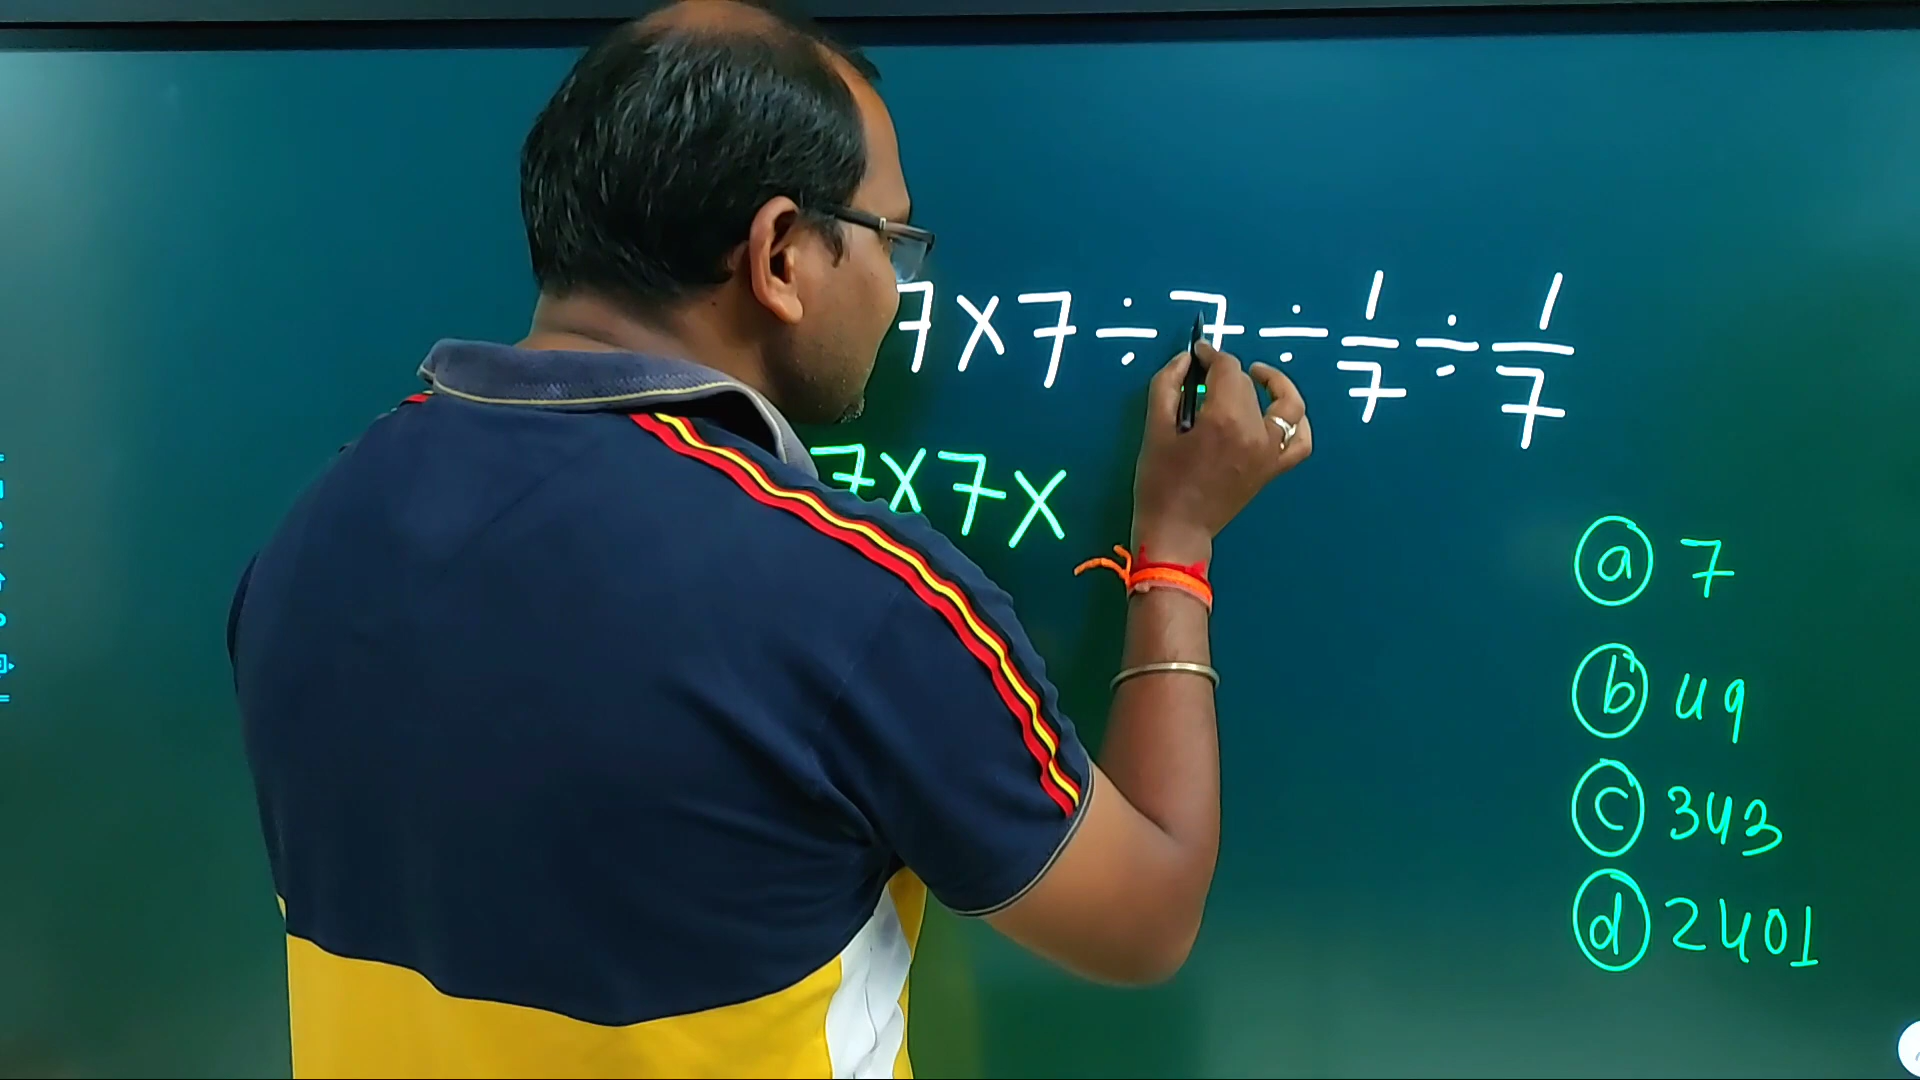 7 × 7 ÷ 7 ÷ 1/7 ÷ 1/7
7 × 7 ×
ⓐ 7
ⓑ 49
ⓒ 343
ⓓ 2401